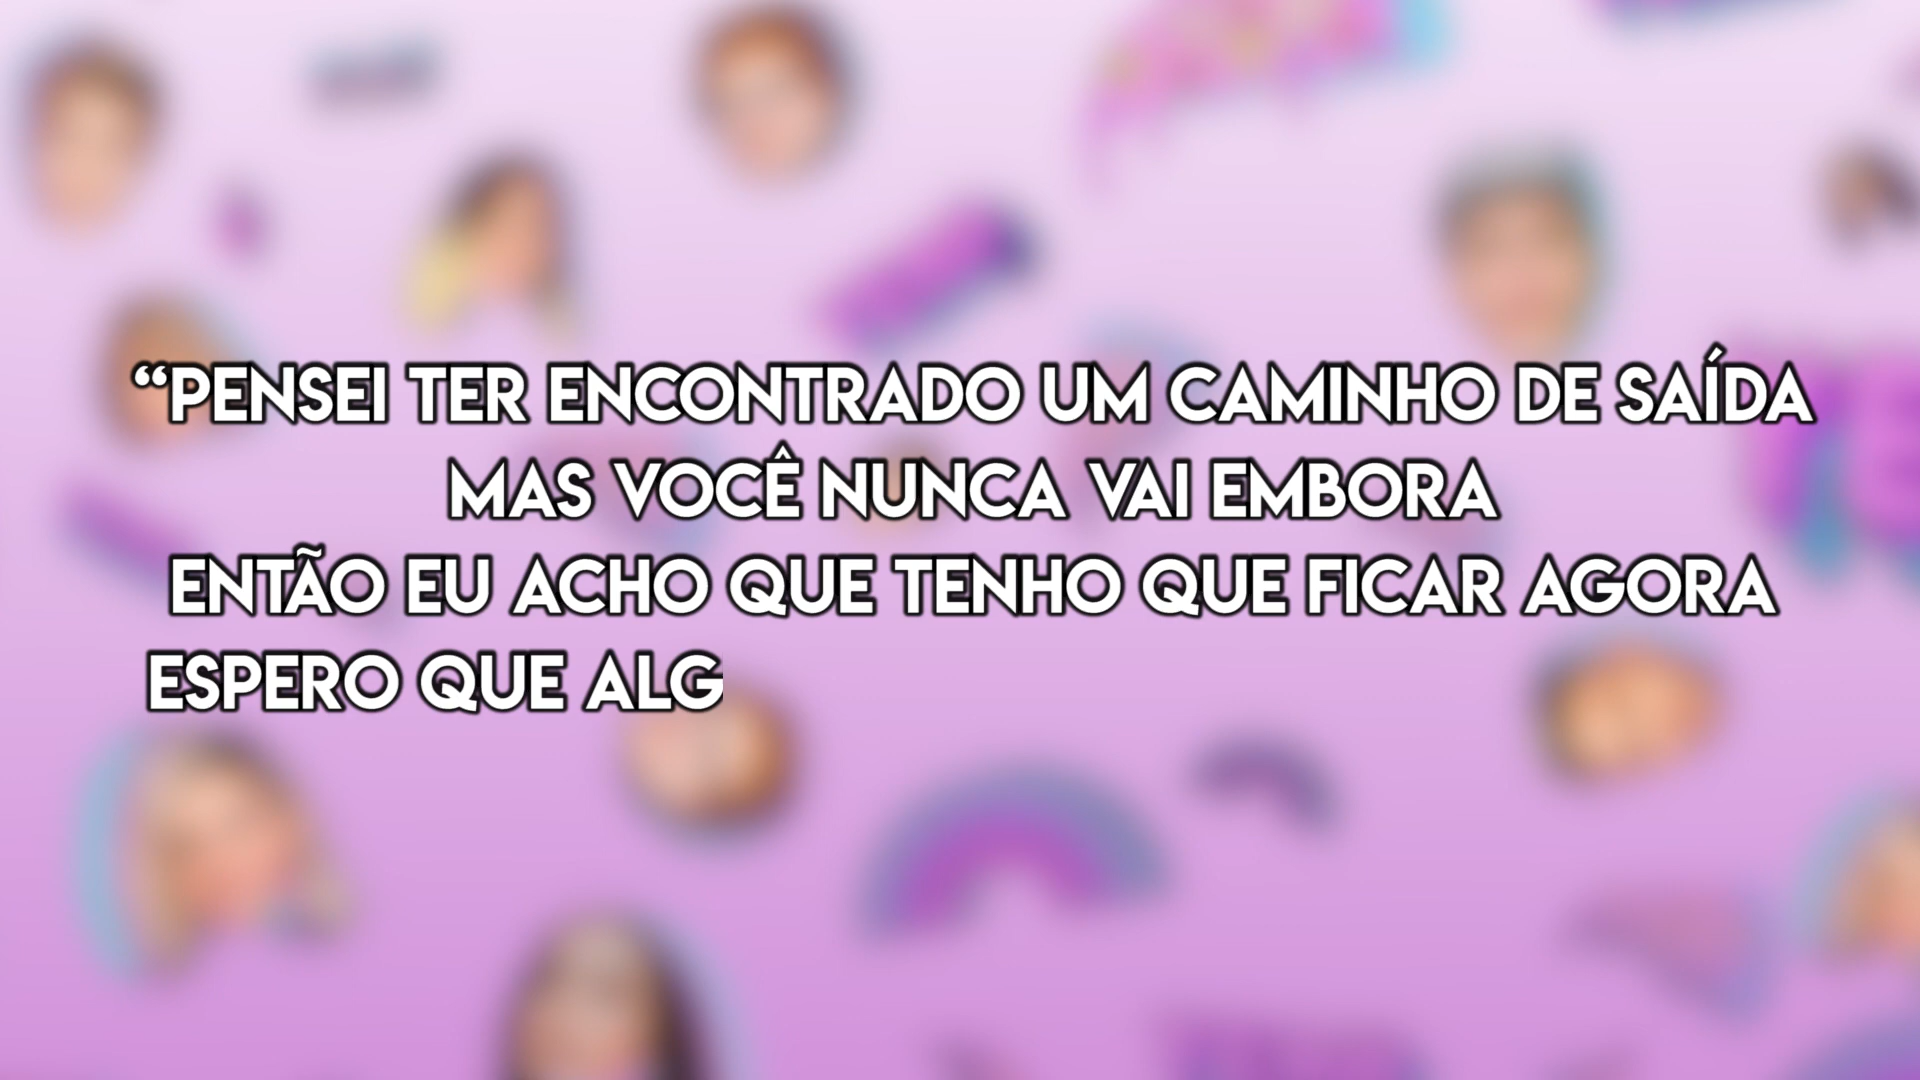 “PENSEI TER ENCONTRADO UM CAMINHO DE SAÍDA
MAS VOCÊ NUNCA VAI EMBORA
ENTÃO EU ACHO QUE TENHO QUE FICAR AGORA
ESPERO QUE ALG